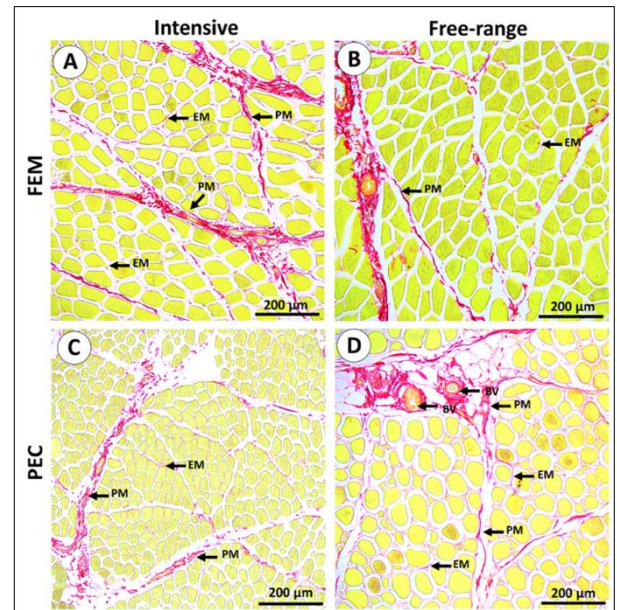 Intensive
Free-range
FEM
A
EM
PM
PM
EM
200 µm
B
EM
PM
200 µm
PEC
C
EM
PM
PM
200 µm
D
BV
BV
PM
EM
PM
EM
200 µm